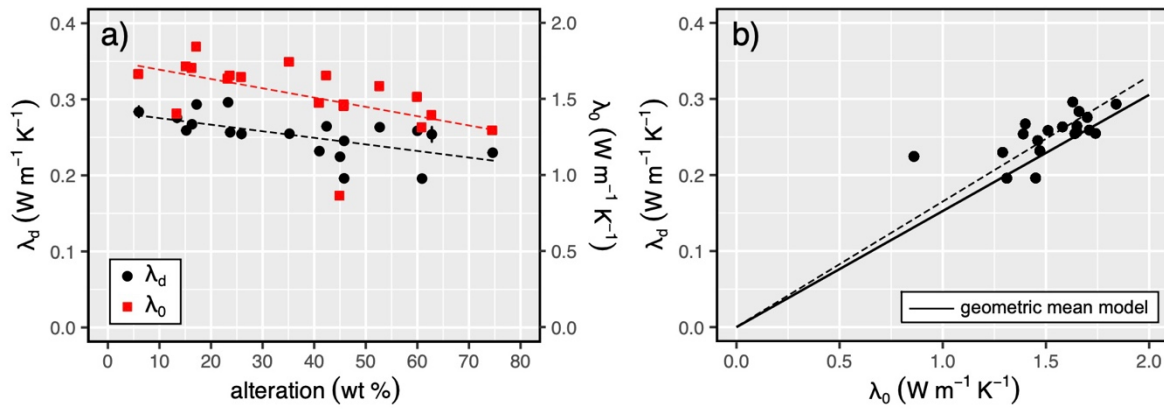 a)
0.4
0.3
0.2
0.1
0.0
λd (W m−1 K−1)
2.0
1.5
1.0
0.5
0.0
λ0 (W m−1 K−1)
λd
λ0
0 10 20 30 40 50 60 70 80
alteration (wt %)
b)
0.4
0.3
0.2
0.1
0.0
λd (W m−1 K−1)
geometric mean model
0.0 0.5 1.0 1.5 2.0
λ0 (W m−1 K−1)